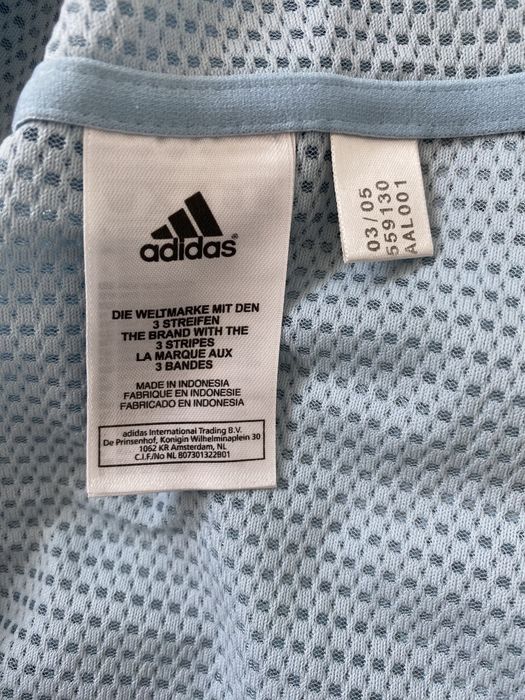 adidas
DIE WELTMARKE MIT DEN
3 STREIFEN
THE BRAND WITH THE
3 STRIPES
LA MARQUE AUX
3 BANDES
MADE IN INDONESIA
FABRIQUE EN INDONESIE
FABRICADO EN INDONESIA
adidas International Trading B.V.
De Prinsenhof, Konigin Wilhelminaplein 30
1062 KR Amsterdam, NL
C.I.F./No NL B07301322B01
03/05
559130
AAL001